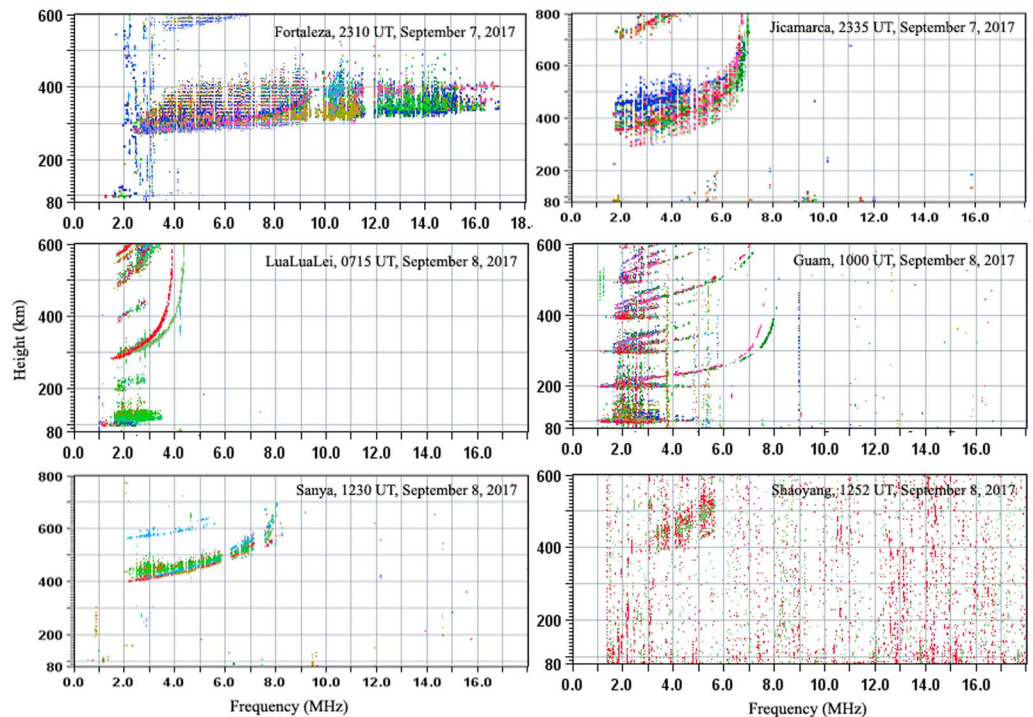 600
Fortaleza, 2310 UT, September 7, 2017
400
200
80
0.0 2.0 4.0 6.0 8.0 10.0 12.0 14.0 16.0 18.
800
Jicamarca, 2335 UT, September 7, 2017
600
400
200
80
0.0 2.0 4.0 6.0 8.0 10.0 12.0 14.0 16.0
600
LuaLuaLei, 0715 UT, September 8, 2017
400
200
80
0.0 2.0 4.0 6.0 8.0 10.0 12.0 14.0 16.0
600
Guam, 1000 UT, September 8, 2017
400
200
80
0.0 2.0 4.0 6.0 8.0 10.0 12.0 14.0 16.0
Height (km)
800
Sanya, 1230 UT, September 8, 2017
600
400
200
80
0.0 2.0 4.0 6.0 8.0 10.0 12.0 14.0 16.0
Frequency (MHz)
600
Shaoyang, 1252 UT, September 8, 2017
400
200
80
0.0 2.0 4.0 6.0 8.0 10.0 12.0 14.0 16.0
Frequency (MHz)